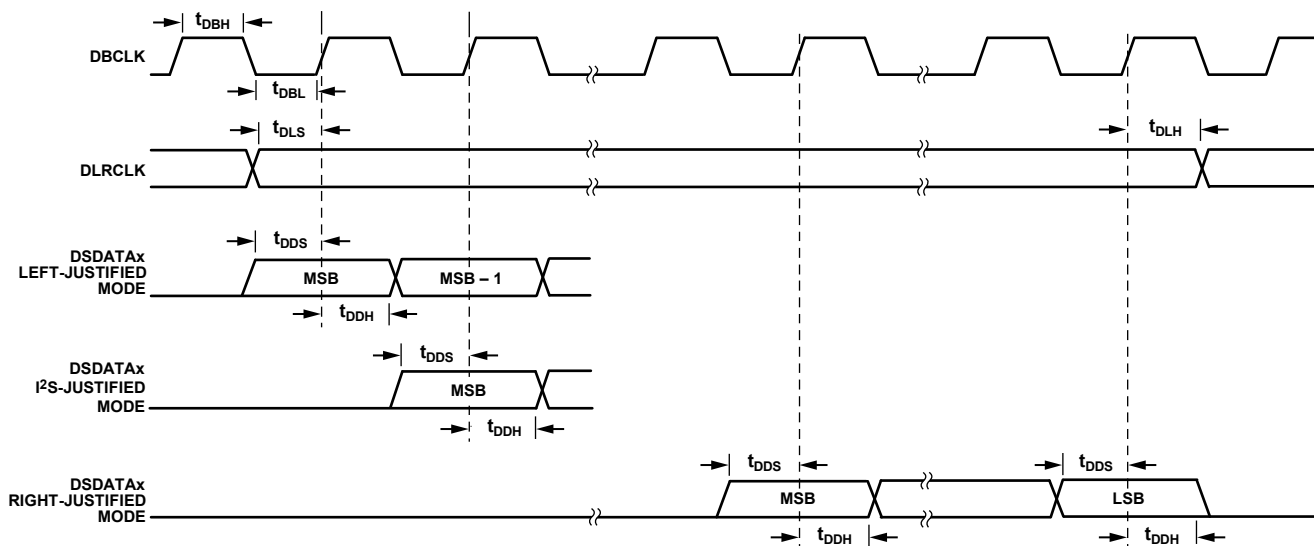 tDBH
DBCLK
tDBL
tDLS
tDLH
DLRCLK
tDDS
DSDATAx
LEFT-JUSTIFIED
MODE
MSB
MSB – 1
tDDH
tDDS
DSDATAx
I2S-JUSTIFIED
MODE
MSB
tDDH
tDDS
tDDS
DSDATAx
RIGHT-JUSTIFIED
MODE
MSB
LSB
tDDH
tDDH